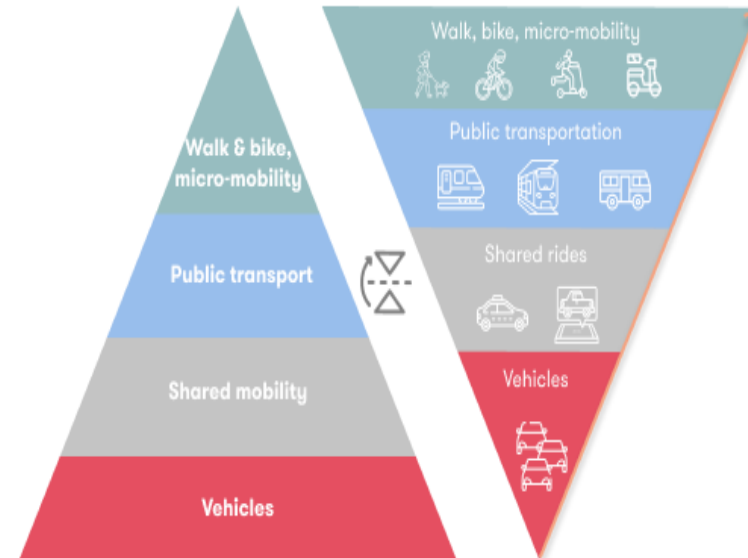 Walk & bike,
micro-mobility
Public transport
Shared mobility
Vehicles
Walk, bike, micro-mobility
Public transportation
Shared rides
Vehicles